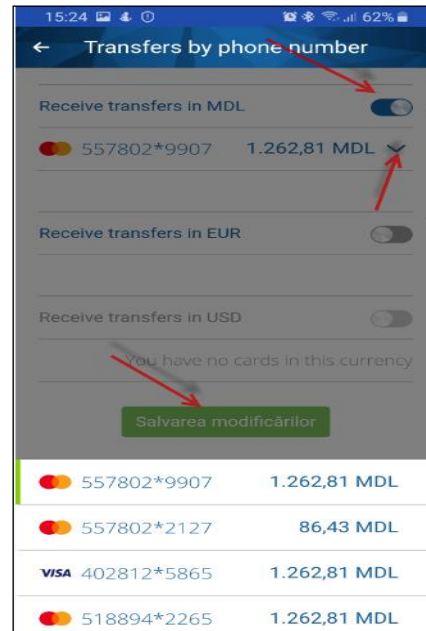 15:24 62%
Transfers by phone number
Receive transfers in MDL
557802*9907 1.262,81 MDL
Receive transfers in EUR
Receive transfers in USD
You have no cards in this currency
Salvarea modificărilor
557802*9907 1.262,81 MDL
557802*2127 86,43 MDL
VISA 402812*5865 1.262,81 MDL
518894*2265 1.262,81 MDL